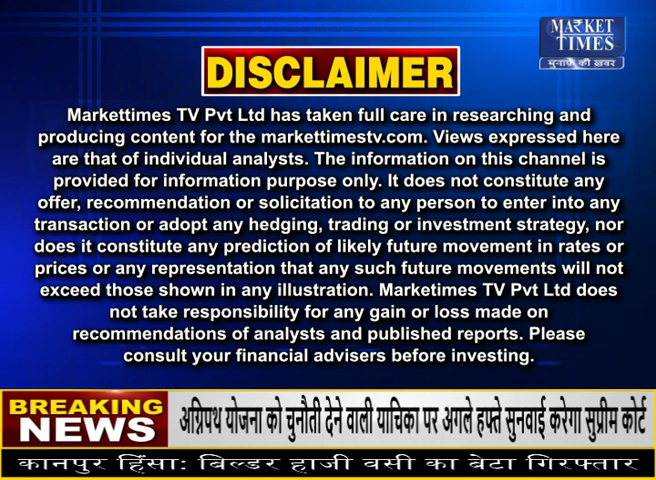 MARKET
TIMES
मुनाफे की खबर
DISCLAIMER
Markettimes TV Pvt Ltd has taken full care in researching and
producing content for the markettimestv.com. Views expressed here
are that of individual analysts. The information on this channel is
provided for information purpose only. It does not constitute any
offer, recommendation or solicitation to any person to enter into any
transaction or adopt any hedging, trading or investment strategy, nor
does it constitute any prediction of likely future movement in rates or
prices or any representation that any such future movements will not
exceed those shown in any illustration. Marketimes TV Pvt Ltd does
not take responsibility for any gain or loss made on
recommendations of analysts and published reports. Please
consult your financial advisers before investing.
BREAKING
NEWS
अग्निपथ योजना को चुनौती देने वाली याचिका पर अगले हफ्ते सुनवाई करेगा सुप्रीम कोर्ट
कानपुर हिंसा: बिल्डर हाजी वसी का बेटा गिरफ्तार